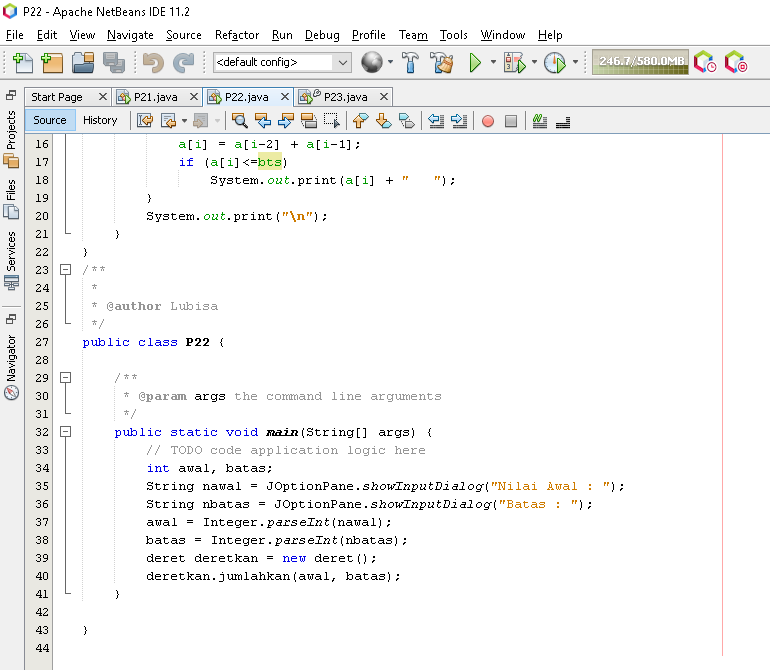 P22 - Apache NetBeans IDE 11.2
File Edit View Navigate Source Refactor Run Debug Profile Team Tools Window Help
<default config> 246.7/580.0MB
Start Page P21.java P22.java P23.java
Source History
Projects
Files
Services
Navigator
16 a[i] = a[i-2] + a[i-1];
17 if (a[i]<=bts)
18 System.out.print(a[i] + "   ");
19 }
20 System.out.print("\n");
21 }
22 }
23 /**
24 *
25 * @author Lubisa
26 */
27 public class P22 {
28
29 /**
30 * @param args the command line arguments
31 */
32 public static void main(String[] args) {
33 // TODO code application logic here
34 int awal, batas;
35 String nawal = JOptionPane.showInputDialog("Nilai Awal : ");
36 String nbatas = JOptionPane.showInputDialog("Batas : ");
37 awal = Integer.parseInt(nawal);
38 batas = Integer.parseInt(nbatas);
39 deret deretkan = new deret();
40 deretkan.jumlahkan(awal, batas);
41 }
42
43 }
44